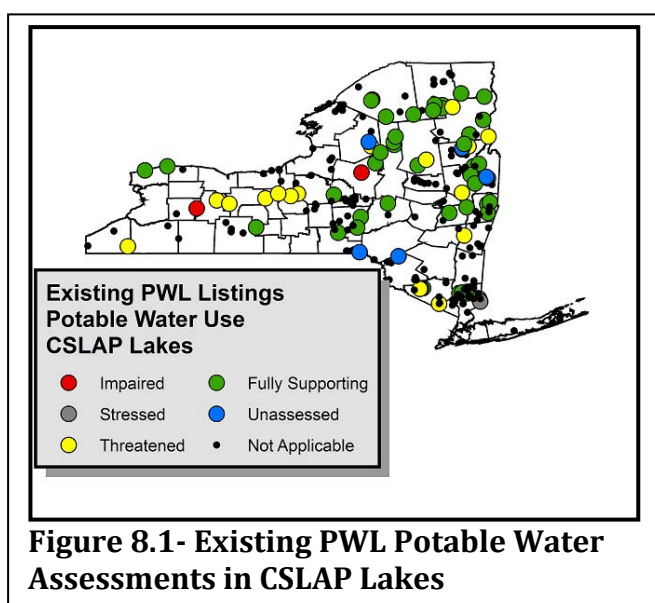 Existing PWL Listings
Potable Water Use
CSLAP Lakes
Impaired
Fully Supporting
Stressed
Unassessed
Threatened
Not Applicable
Figure 8.1- Existing PWL Potable Water
Assessments in CSLAP Lakes